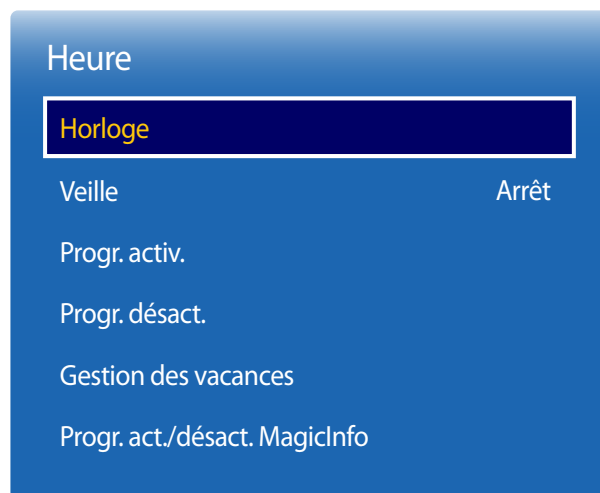 Heure
Horloge
Veille Arrêt
Progr. activ.
Progr. désact.
Gestion des vacances
Progr. act./désact. MagicInfo